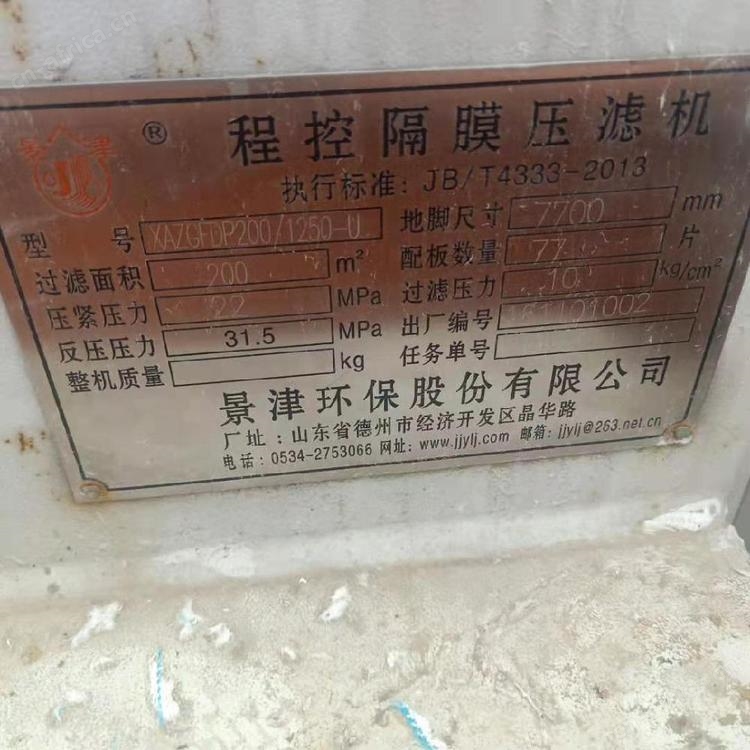 ® 程控隔膜压滤机
执行标准：JB/T4333-2013
型 号 XAZGFDP200/1250-U 地脚尺寸 7700 mm
过滤面积 200 m² 配板数量 77 片
压紧压力 22 MPa 过滤压力 10 kg/cm²
反压压力 31.5 MPa 出厂编号
整机质量 kg 任务单号
景津环保股份有限公司
厂址：山东省德州市经济开发区晶华路
电话：0534-2753066 网址：www.jjylj.com 邮箱：jjylj@263.net.cn